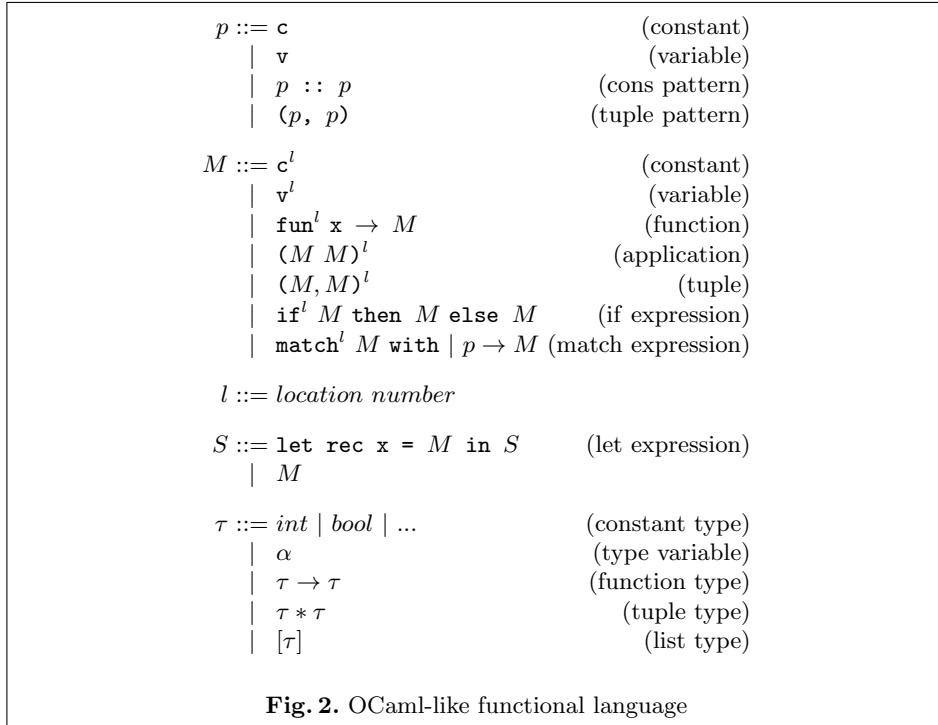 p ::= c (constant)
| v (variable)
| p :: p (cons pattern)
| (p, p) (tuple pattern)
M ::= c^l (constant)
| v^l (variable)
| fun^l x → M (function)
| (M M)^l (application)
| (M, M)^l (tuple)
| if^l M then M else M (if expression)
| match^l M with | p → M (match expression)
l ::= location number
S ::= let rec x = M in S (let expression)
| M
τ ::= int | bool | ... (constant type)
| α (type variable)
| τ → τ (function type)
| τ * τ (tuple type)
| [τ] (list type)
Fig. 2. OCaml-like functional language